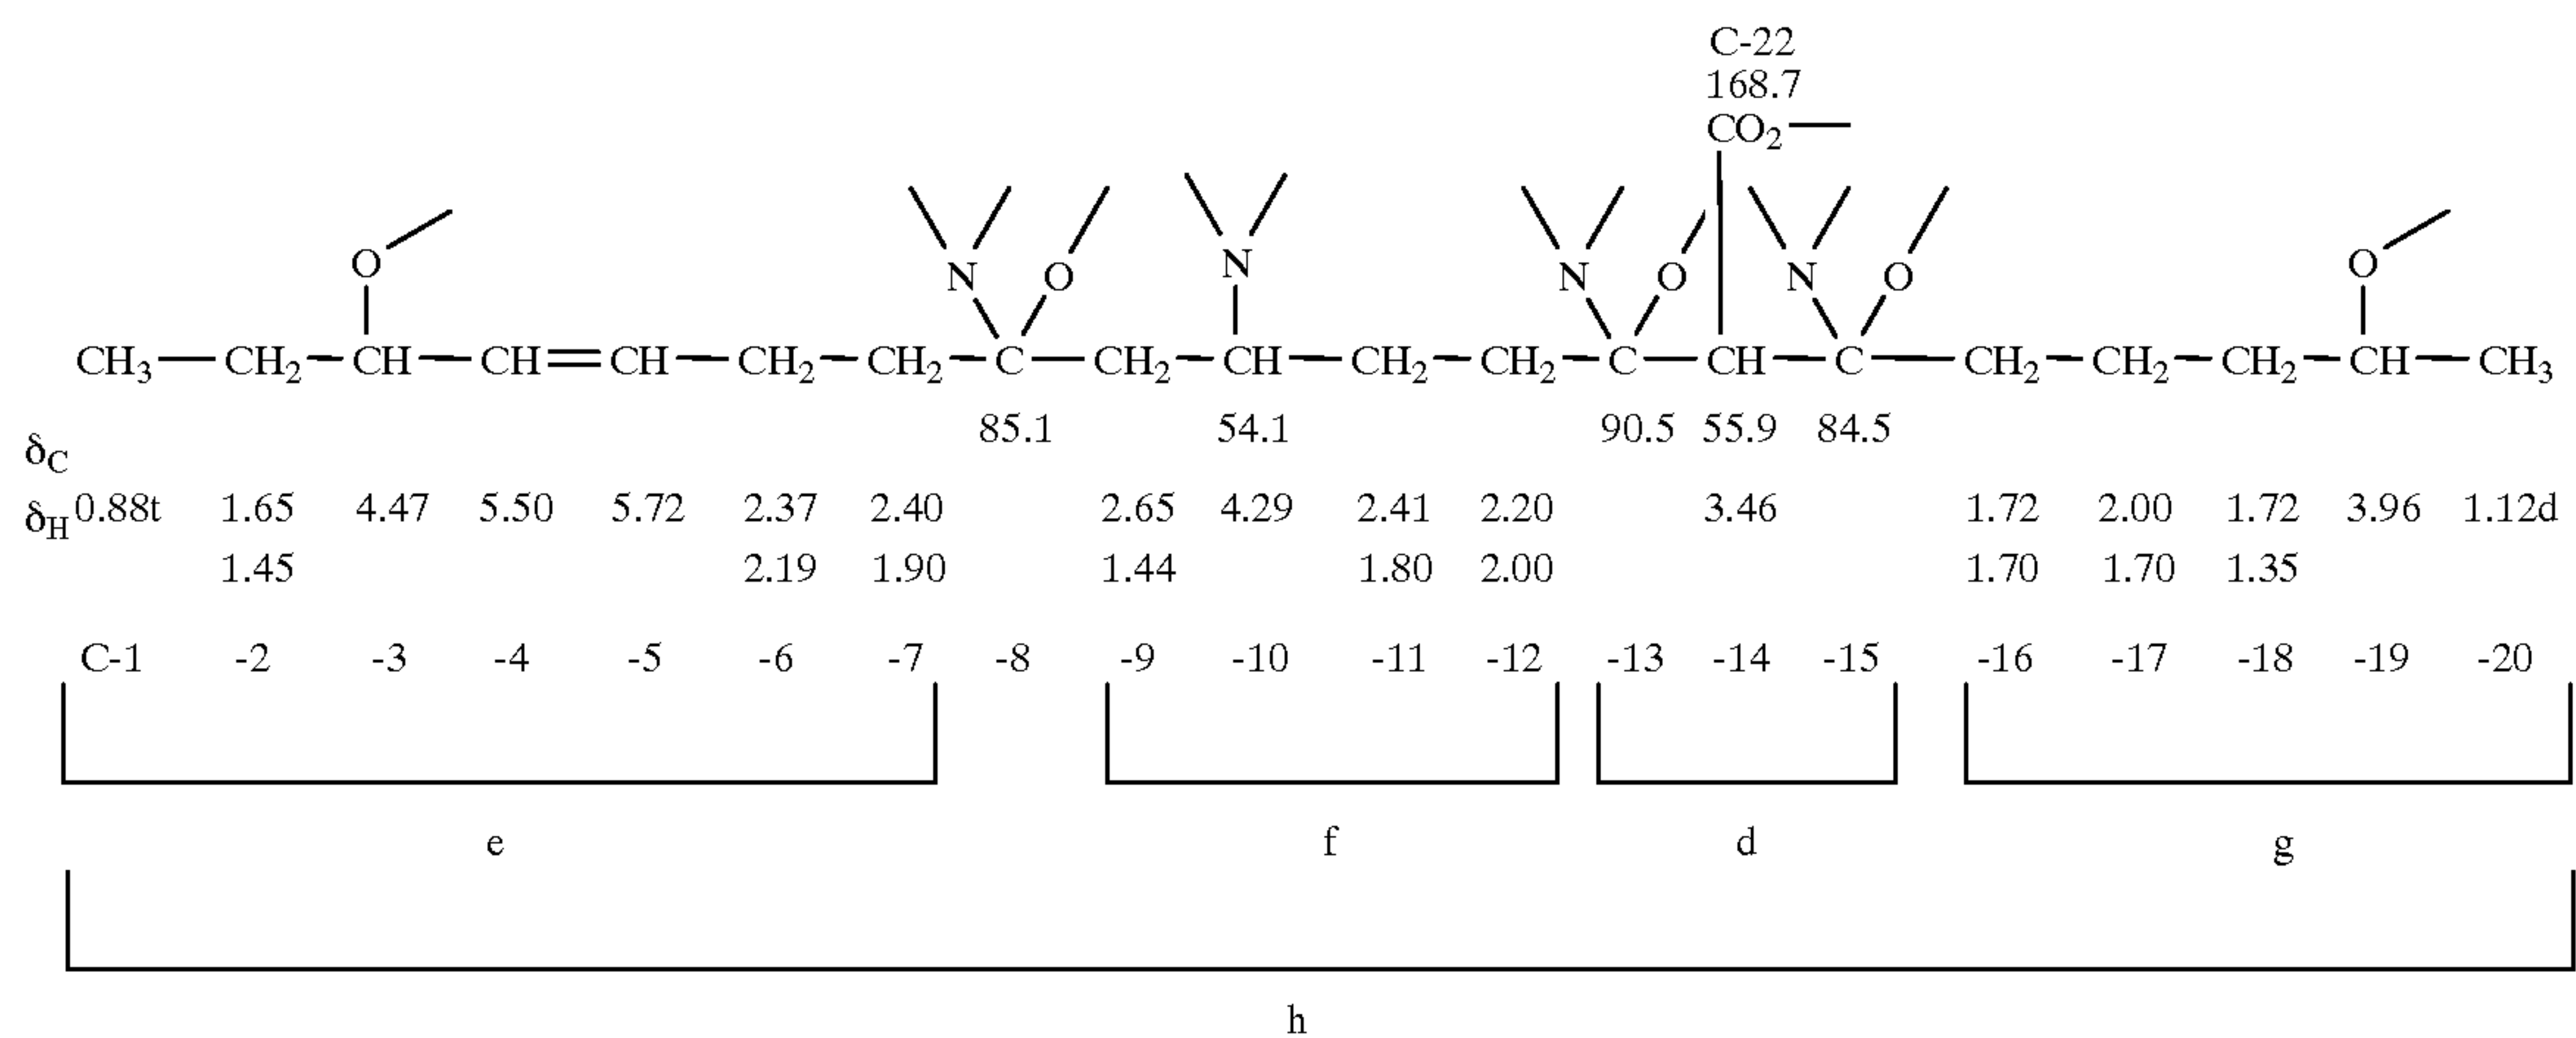 C-22
168.7
CO2
O N O N N O N O O
N
CH3 CH2 CH CH CH CH2 CH2 C CH2 CH CH2 CH2 C CH C CH2 CH2 CH2 CH CH3
85.1 54.1 90.5 55.9 84.5
δC
δH 0.88t 1.65 4.47 5.50 5.72 2.37 2.40 2.65 4.29 2.41 2.20 3.46 1.72 2.00 1.72 3.96 1.12d
1.45 2.19 1.90 1.44 1.80 2.00 1.70 1.70 1.35
C-1 -2 -3 -4 -5 -6 -7 -8 -9 -10 -11 -12 -13 -14 -15 -16 -17 -18 -19 -20
e f d g
h